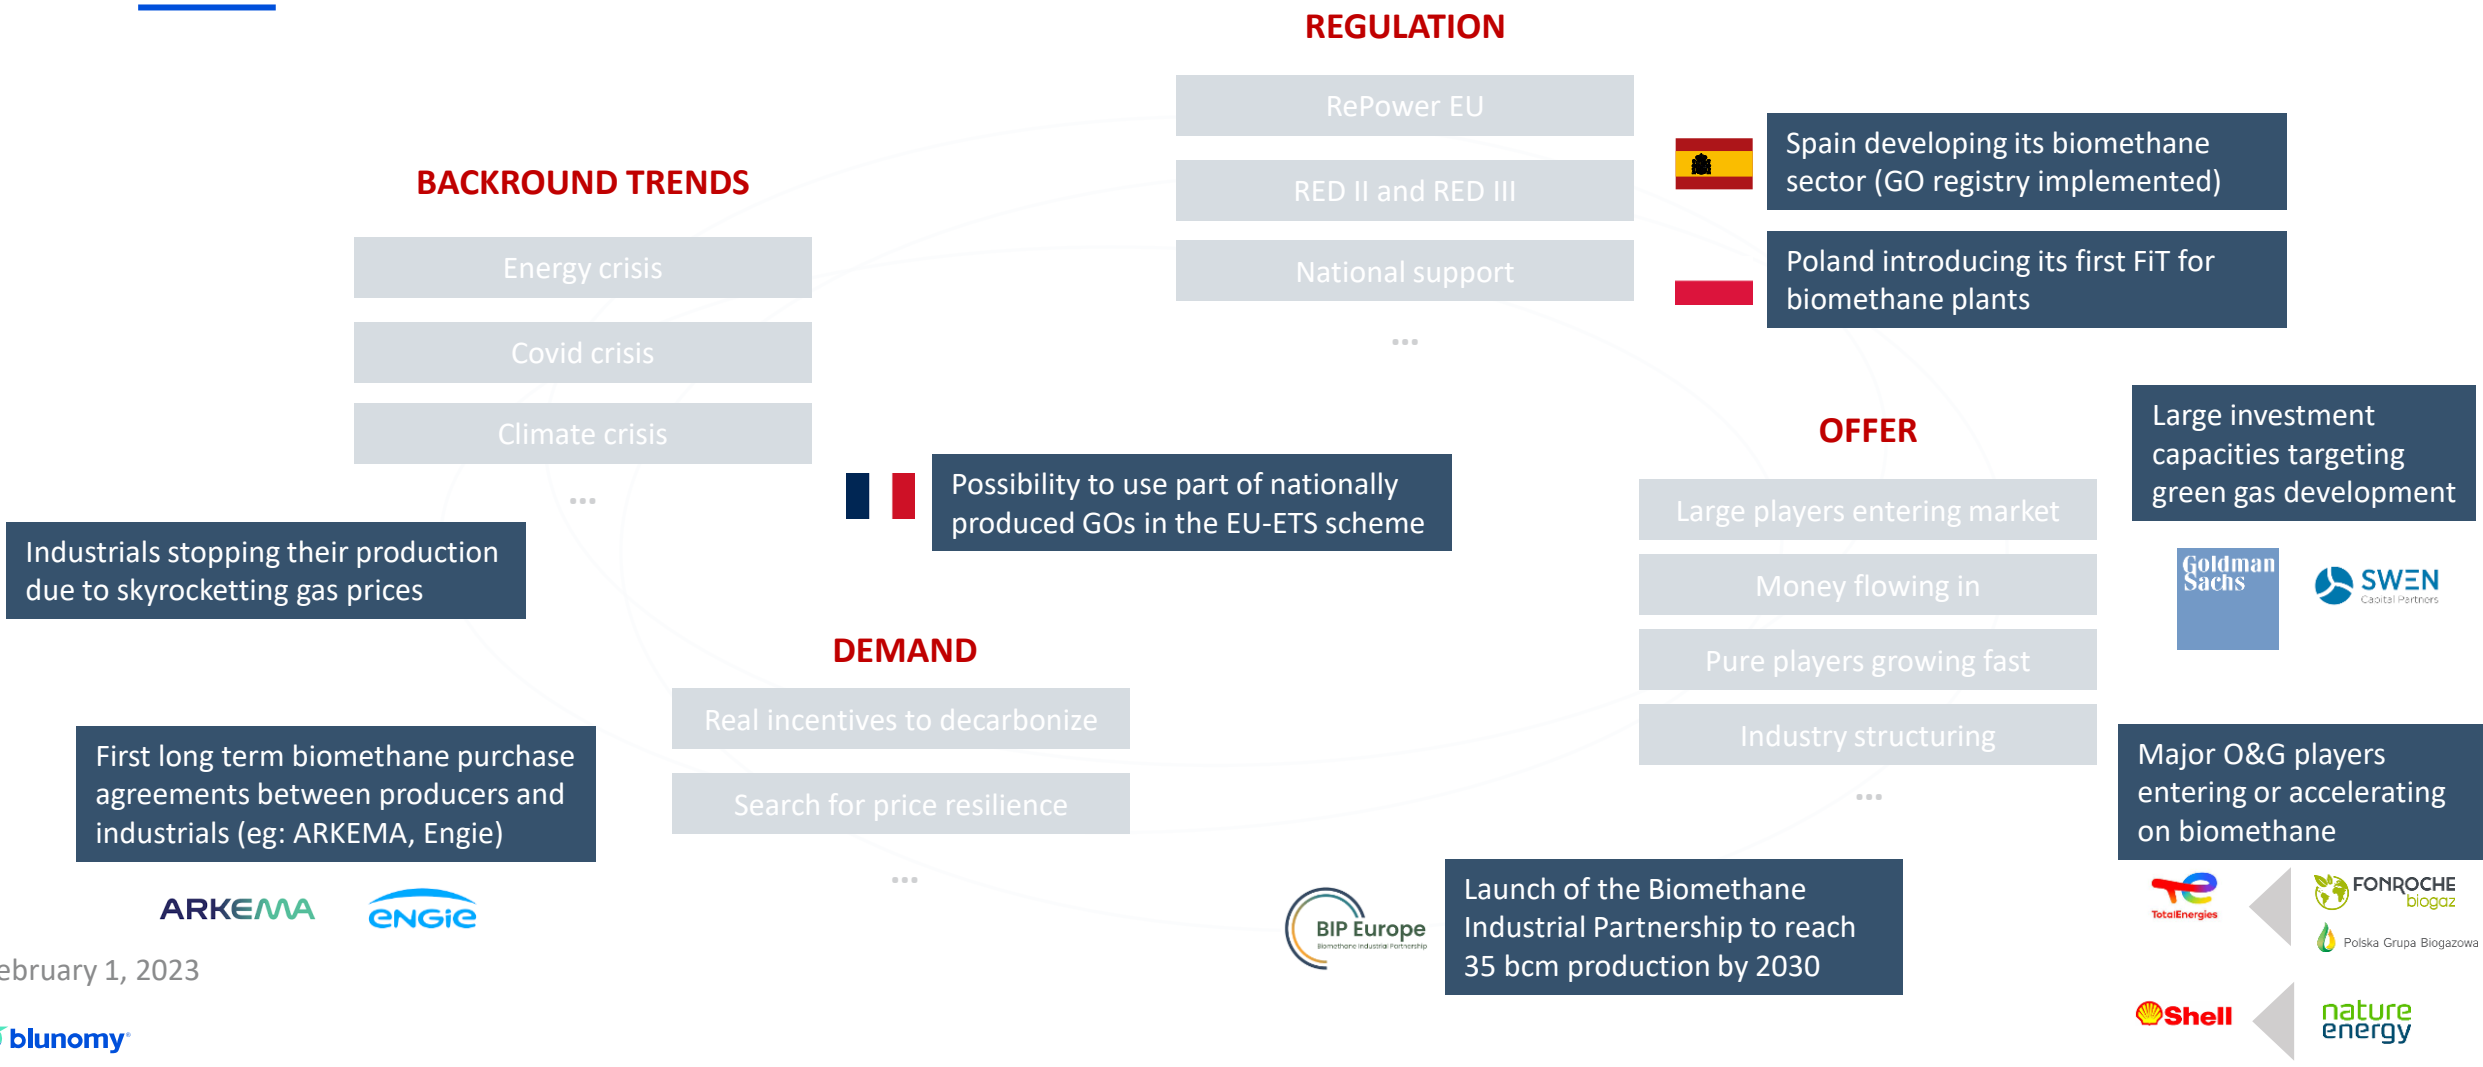 REGULATION
RePower EU
RED II and RED III
National support
...
Spain developing its biomethane
sector (GO registry implemented)
Poland introducing its first FiT for
biomethane plants
BACKROUND TRENDS
Energy crisis
Covid crisis
Climate crisis
...
Possibility to use part of nationally
produced GOs in the EU-ETS scheme
Industrials stopping their production
due to skyrocketting gas prices
OFFER
Large players entering market
Money flowing in
Pure players growing fast
Industry structuring
...
Large investment
capacities targeting
green gas development
Goldman
Sachs
SWEN
Capital Partners
DEMAND
Real incentives to decarbonize
Search for price resilience
...
First long term biomethane purchase
agreements between producers and
industrials (eg: ARKEMA, Engie)
ARKEMA
ENGIE
Major O&G players
entering or accelerating
on biomethane
TotalEnergies
FONROCHE
biogaz
Polska Grupa Biogazowa
Shell
nature
energy
BIP Europe
Biomethane Industrial Partnership
Launch of the Biomethane
Industrial Partnership to reach
35 bcm production by 2030
ebruary 1, 2023
blunomy